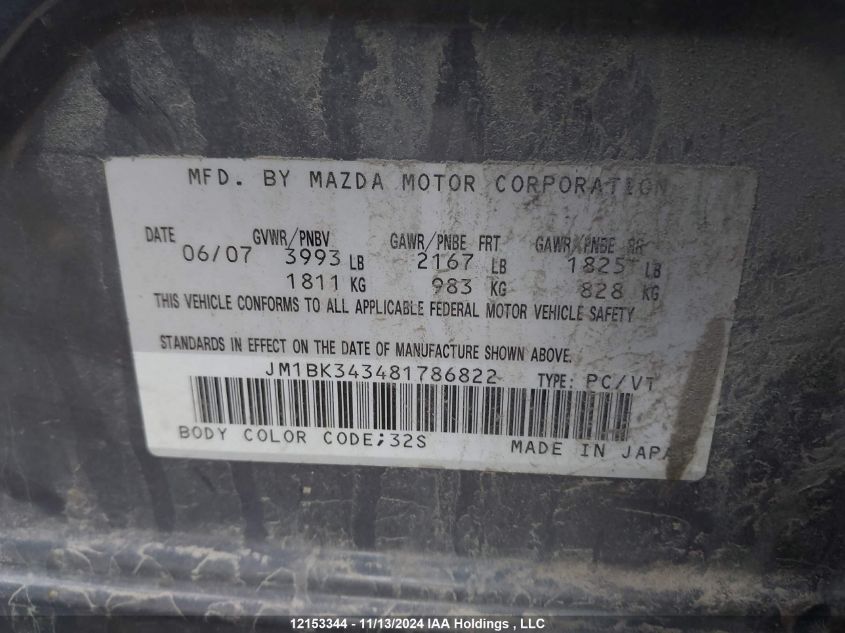 MFD. BY MAZDA MOTOR CORPORATION
DATE GVWR/PNBV GAWR/PNBE FRT GAWR/PNBE RR
06/07 3993 LB 2167 LB 1825 LB
1811 KG 983 KG 828 KG
THIS VEHICLE CONFORMS TO ALL APPLICABLE FEDERAL MOTOR VEHICLE SAFETY
STANDARDS IN EFFECT ON THE DATE OF MANUFACTURE SHOWN ABOVE.
JM1BK343481786822 TYPE: PC/VT
BODY COLOR CODE;32S MADE IN JAPA
12153344 - 11/13/2024 IAA Holdings , LLC